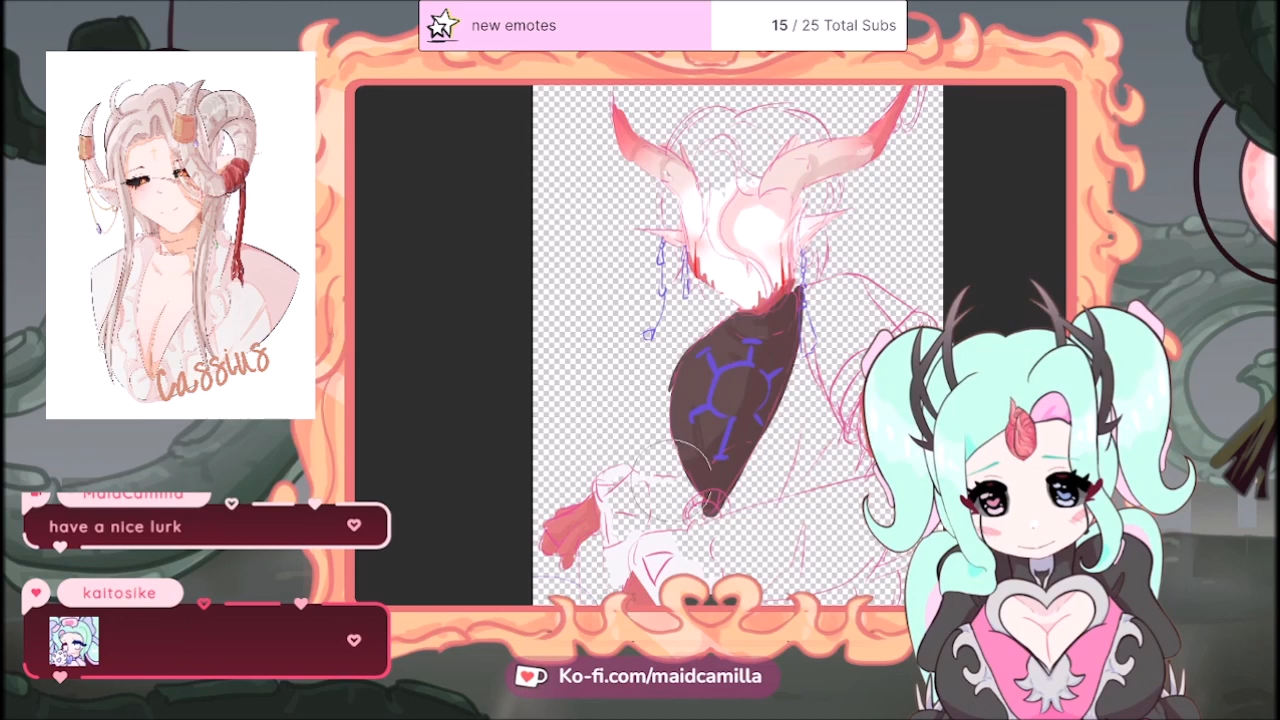 new emotes
15 / 25 Total Subs
Cassius
MaidCamilla
have a nice lurk
kaitosike
Ko-fi.com/maidcamilla